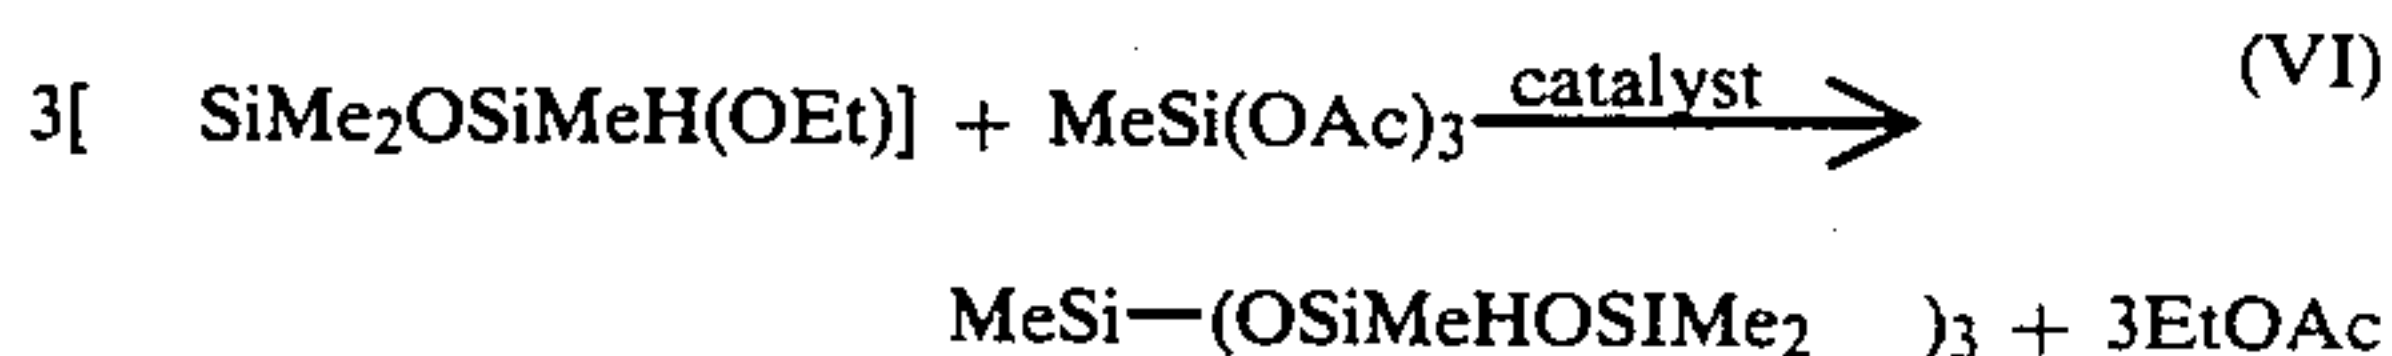 3[ SiMe2OSiMeH(OEt)] + MeSi(OAc)3 catalyst (VI)
MeSi—(OSiMeHOSIMe2 )3 + 3EtOAc